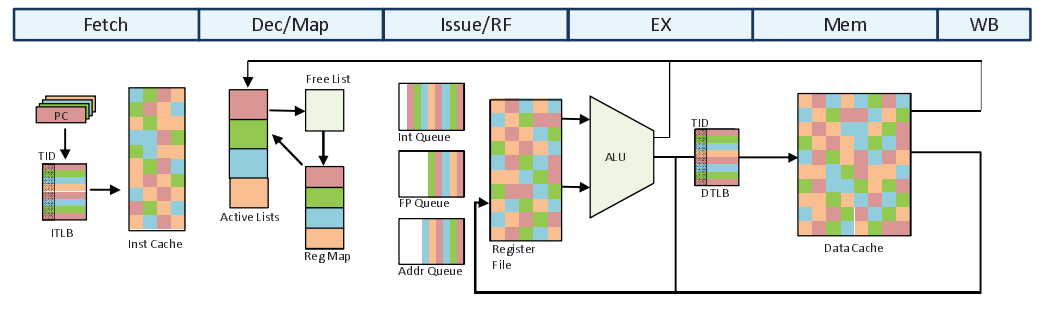 Fetch
Dec/Map
Issue/RF
EX
Mem
WB
PC
TID
ITLB
Inst Cache
Free List
Active Lists
Reg Map
Int Queue
FP Queue
Addr Queue
Register
File
ALU
TID
DTLB
TID
Data Cache